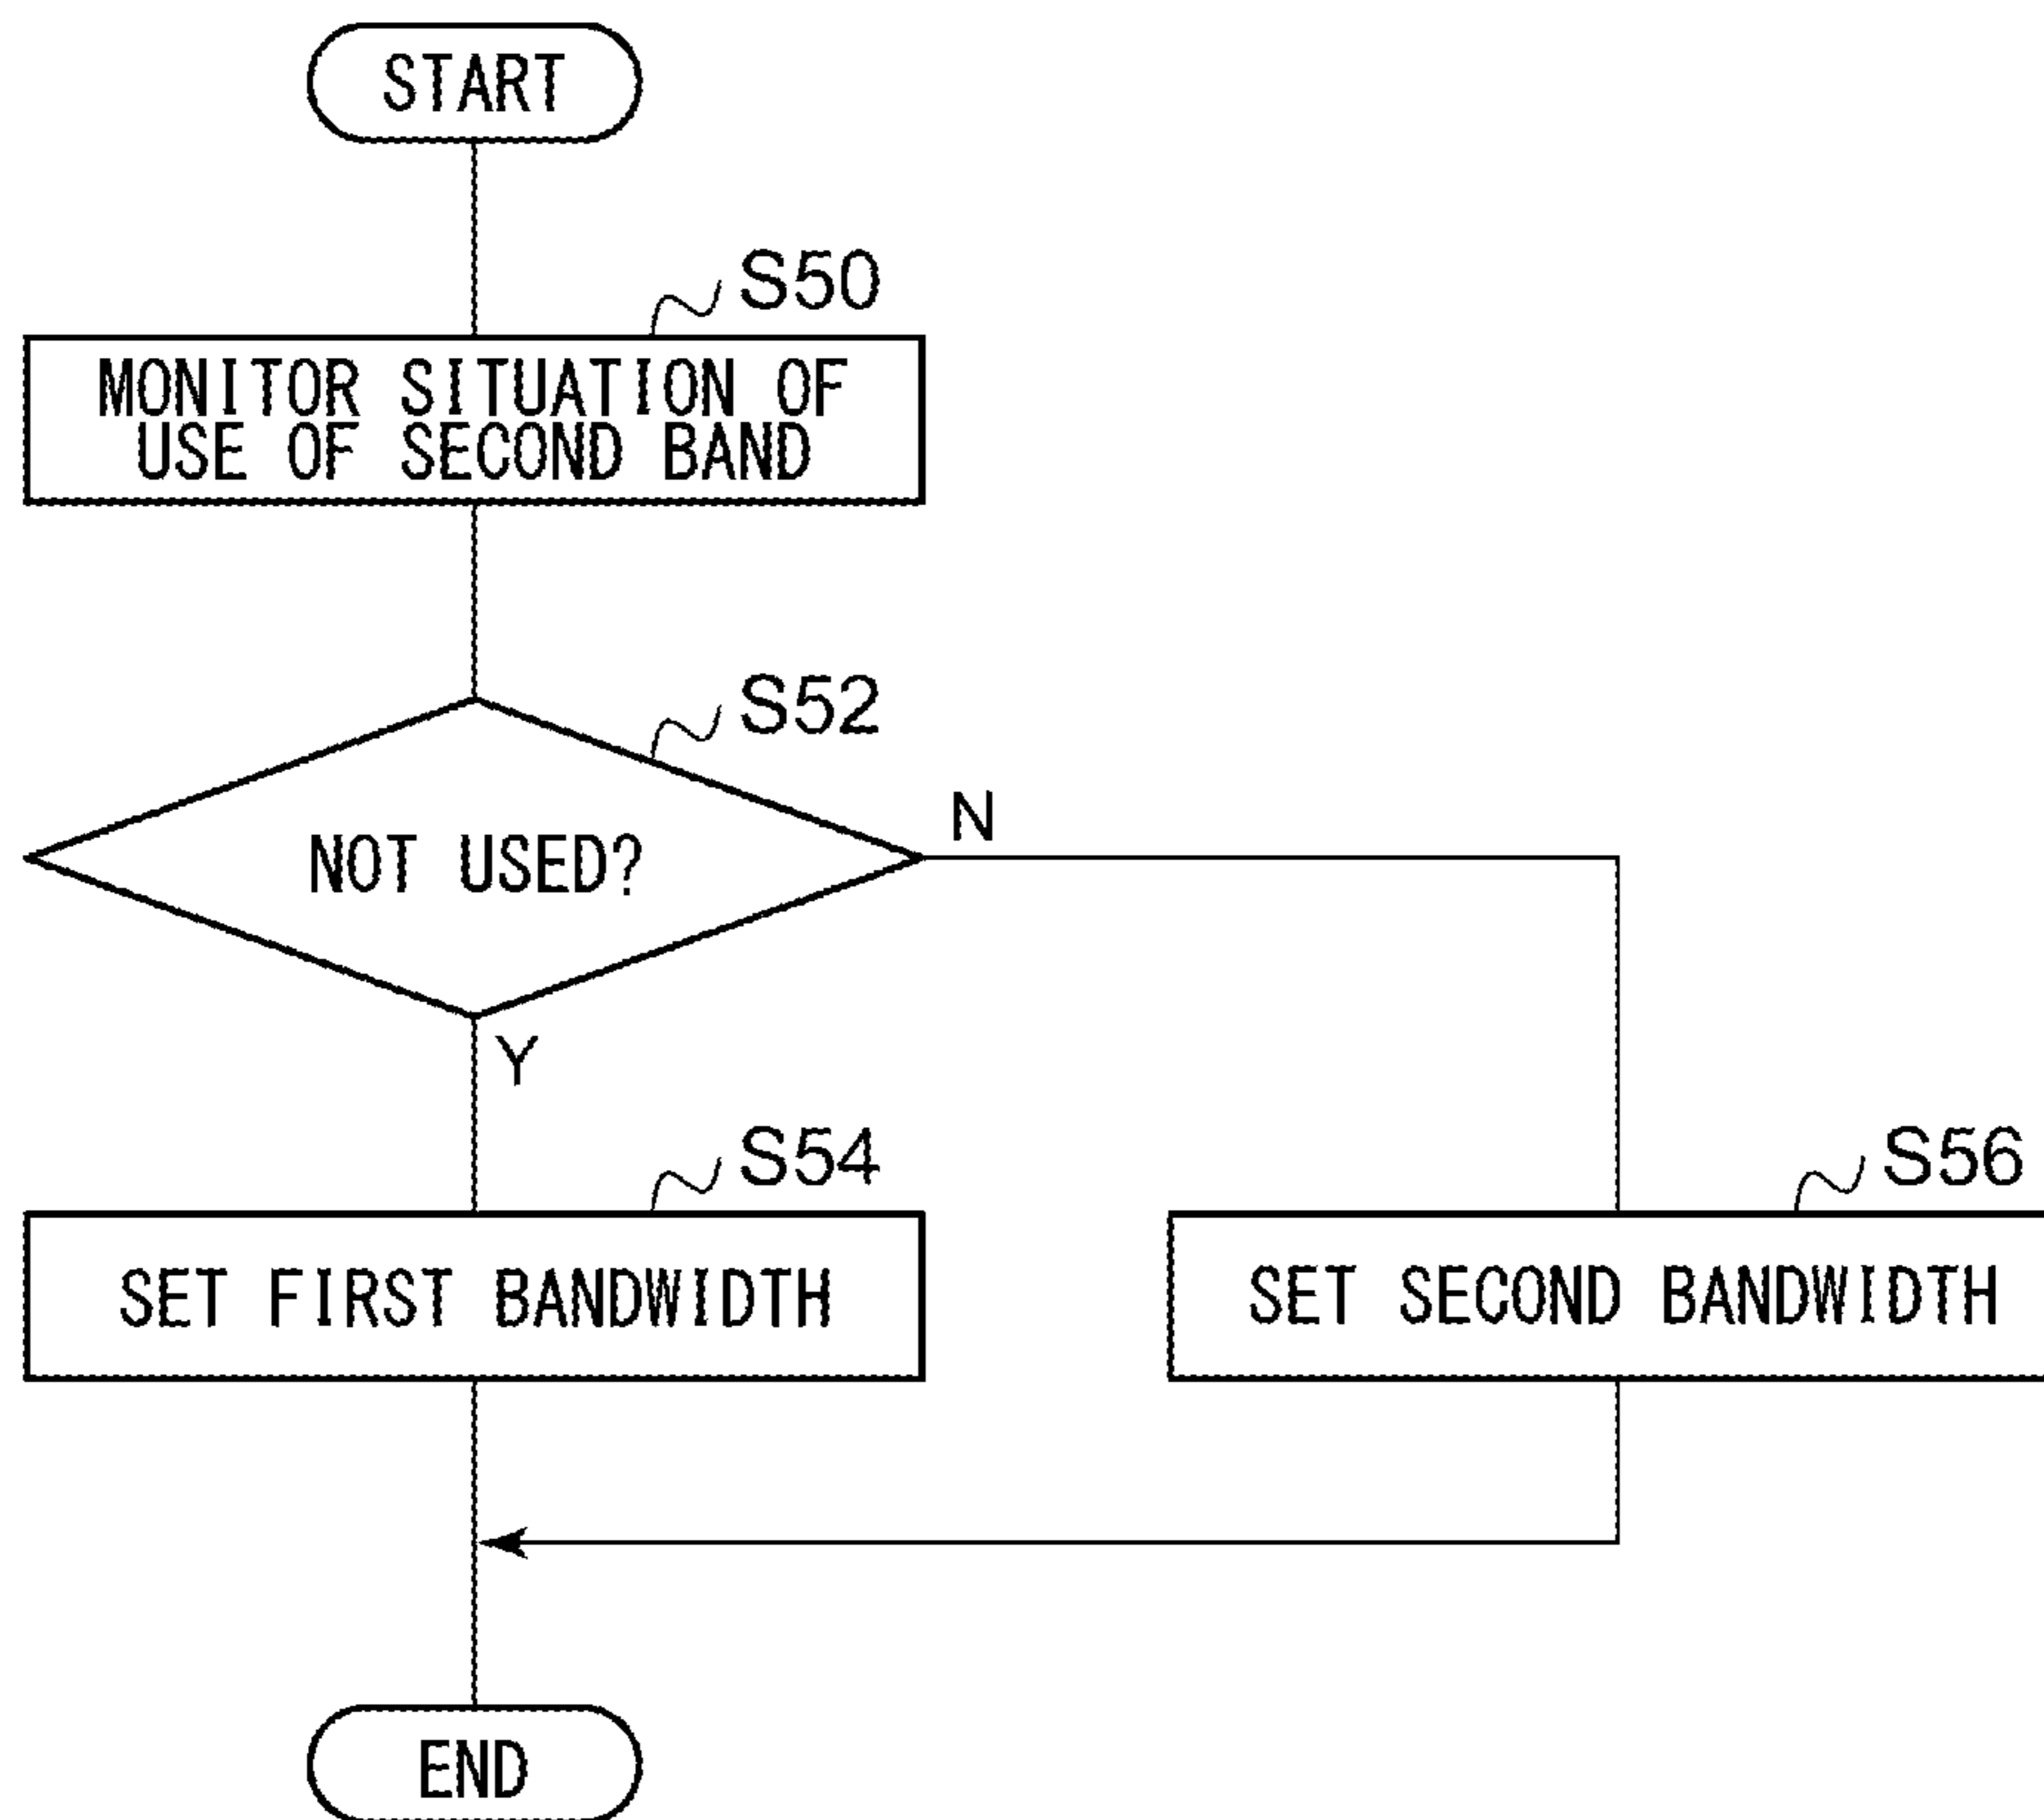 START
S50
MONITOR SITUATION OF
USE OF SECOND BAND
S52
NOT USED?
N
Y
S54
SET FIRST BANDWIDTH
S56
SET SECOND BANDWIDTH
END